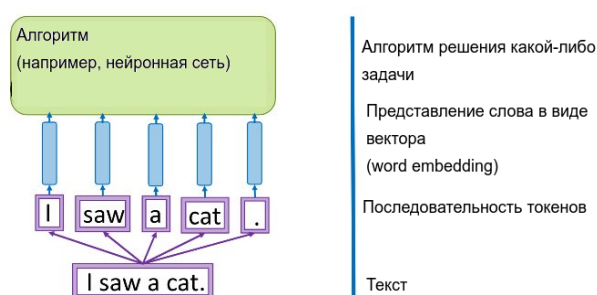 Алгоритм
(например, нейронная сеть)
Алгоритм решения какой-либо
задачи
Представление слова в виде
вектора
(word embedding)
I saw a cat .
Последовательность токенов
I saw a cat.
Текст